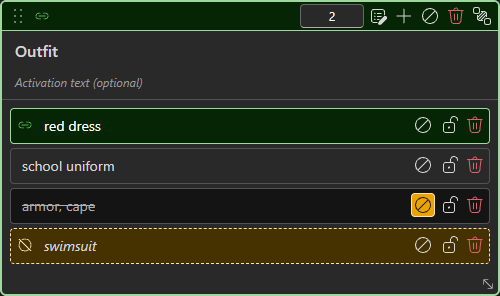 2
Outfit
Activation text (optional)
red dress
school uniform
armor, cape
swimsuit